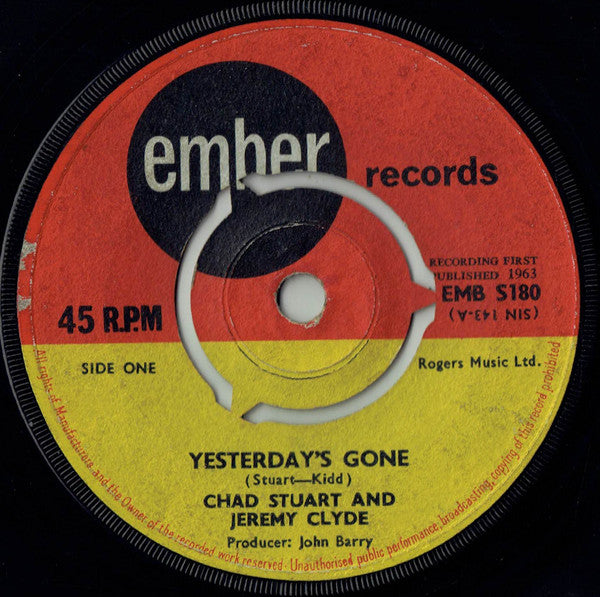 ember records
RECORDING FIRST
PUBLISHED 1963
EMB S180
(SIN 143-A)
45 R.P.M
SIDE ONE
Rogers Music Ltd.
YESTERDAY'S GONE
(Stuart—Kidd)
CHAD STUART AND
JEREMY CLYDE
Producer: John Barry
All rights of Manufacturers and the Owner of the recorded work reserved. Unauthorised public performance, broadcasting, copying of this record prohibited